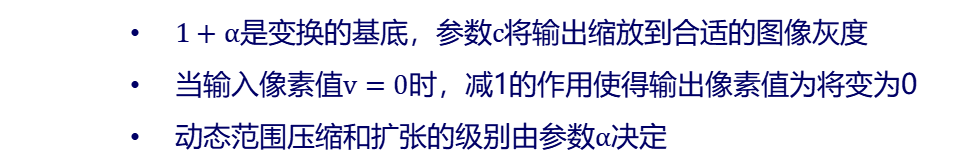 • 1 + α是变换的基底，参数c将输出缩放到合适的图像灰度
• 当输入像素值v = 0时，减1的作用使得输出像素值为将变为0
• 动态范围压缩和扩张的级别由参数α决定